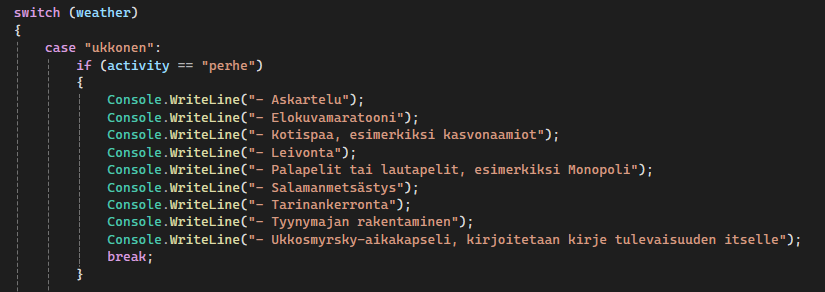 switch (weather)
{
    case "ukkonen":
        if (activity == "perhe")
        {
            Console.WriteLine("- Askartelu");
            Console.WriteLine("- Elokuvamaratooni");
            Console.WriteLine("- Kotispaa, esimerkiksi kasvonaamiot");
            Console.WriteLine("- Leivonta");
            Console.WriteLine("- Palapelit tai lautapelit, esimerkiksi Monopoli");
            Console.WriteLine("- Salamanmetsästys");
            Console.WriteLine("- Tarinankerronta");
            Console.WriteLine("- Tyynymajan rakentaminen");
            Console.WriteLine("- Ukkosmyrsky-aikakapseli, kirjoitetaan kirje tulevaisuuden itselle");
            break;
        }